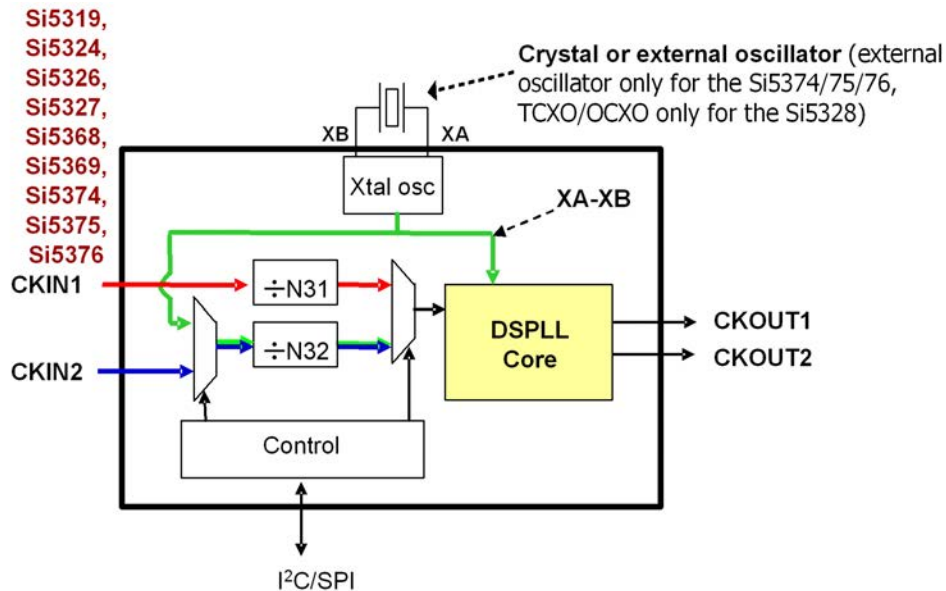 Si5319,
Si5324,
Si5326,
Si5327,
Si5368,
Si5369,
Si5374,
Si5375,
Si5376
Crystal or external oscillator (external
oscillator only for the Si5374/75/76,
TCXO/OCXO only for the Si5328)
XB XA
Xtal osc
XA-XB
CKIN1
÷N31
DSPLL
Core
CKOUT1
CKOUT2
÷N32
CKIN2
Control
I²C/SPI